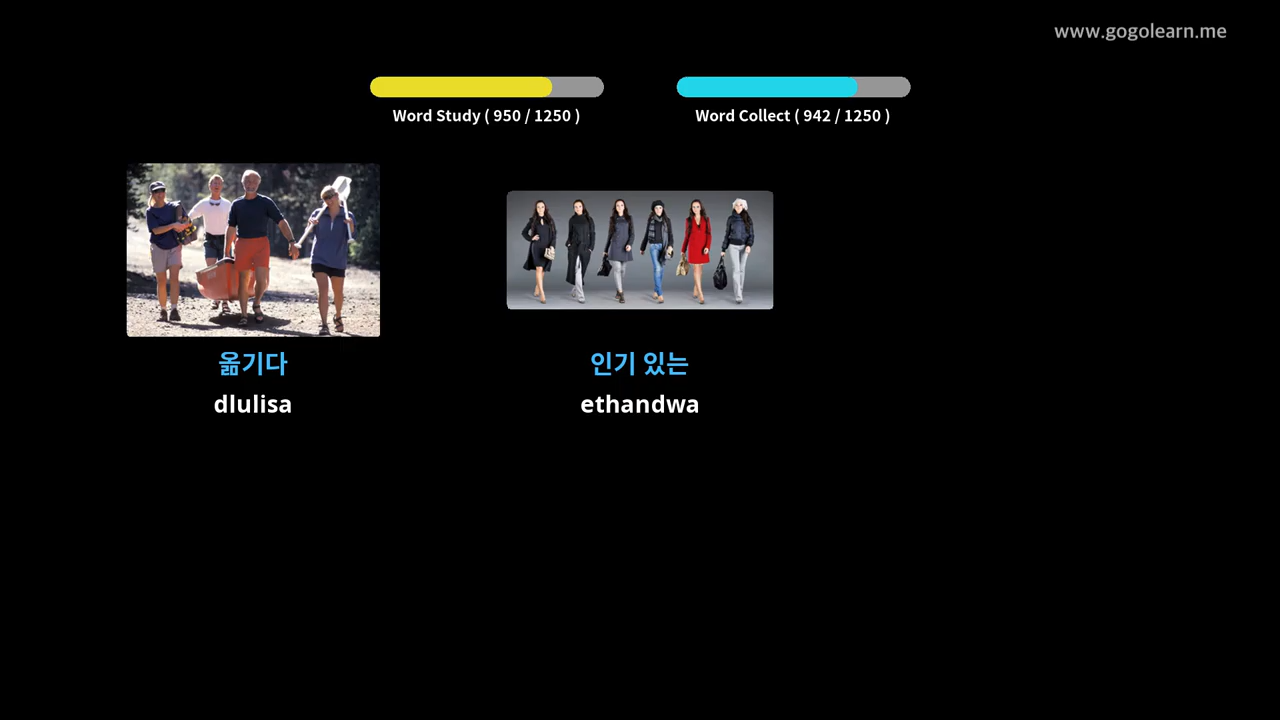 www.gogolearn.me
Word Study ( 950 / 1250 )
Word Collect ( 942 / 1250 )
옮기다
dlulisa
인기 있는
ethandwa